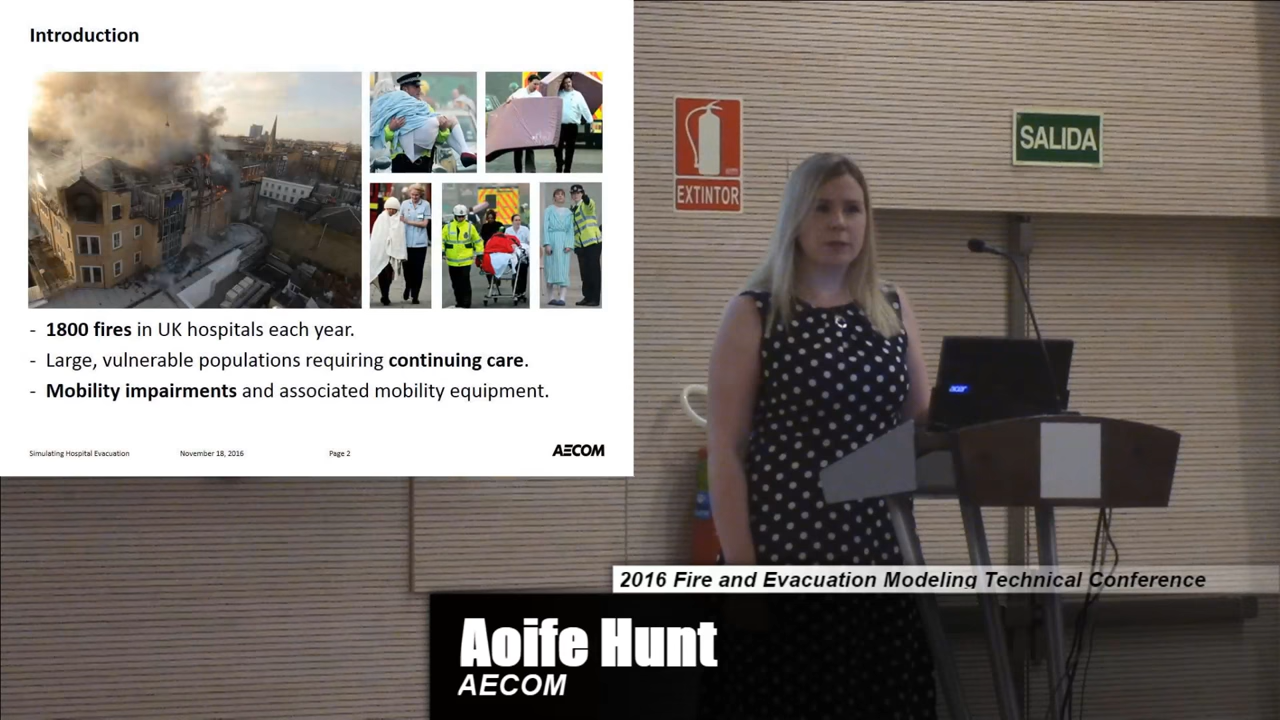 Introduction
- 1800 fires in UK hospitals each year.
- Large, vulnerable populations requiring continuing care.
- Mobility impairments and associated mobility equipment.
Simulating Hospital Evacuation November 18, 2016 Page 2 AECOM
EXTINTOR
SALIDA
acer
2016 Fire and Evacuation Modeling Technical Conference
Aoife Hunt
AECOM